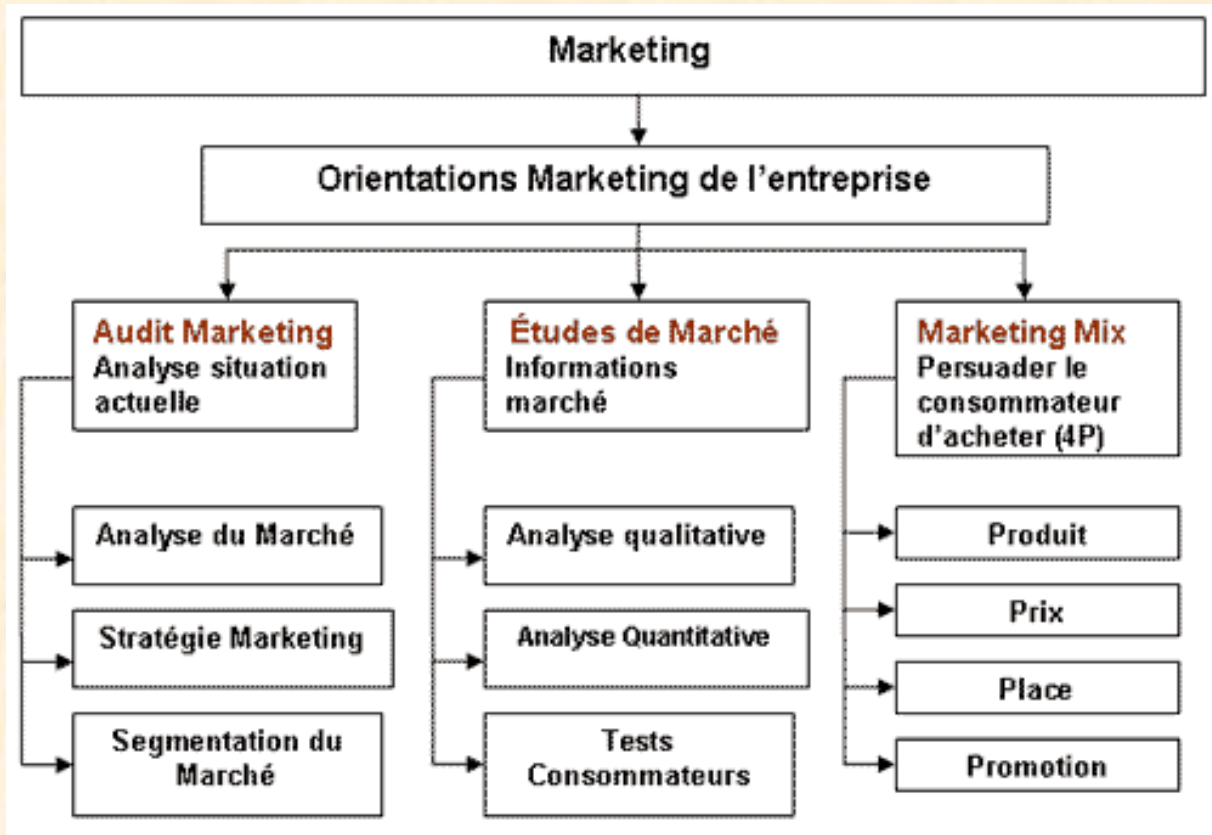 Marketing
Orientations Marketing de l'entreprise
Audit Marketing
Analyse situation
actuelle
Études de Marché
Informations
marché
Marketing Mix
Persuader le
consommateur
d'acheter (4P)
Analyse du Marché
Stratégie Marketing
Segmentation du
Marché
Analyse qualitative
Analyse Quantitative
Tests
Consommateurs
Produit
Prix
Place
Promotion